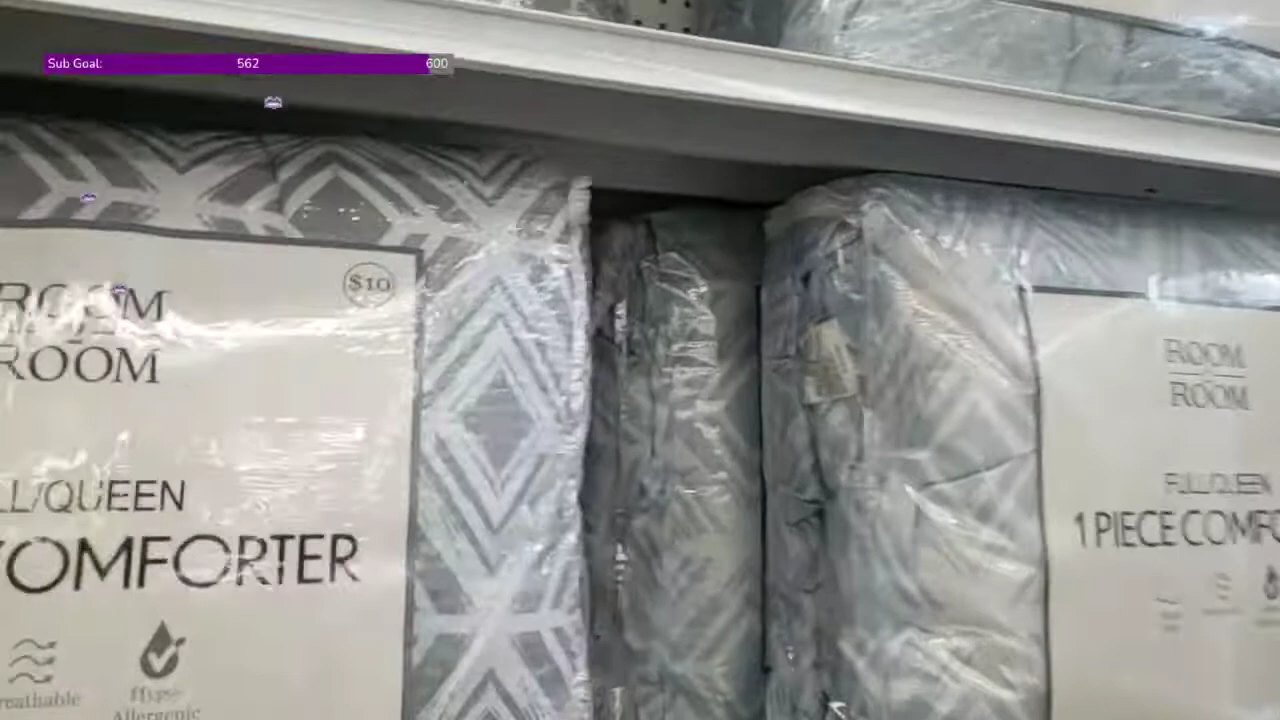 Sub Goal: 562 600
$10
ROOM
ROOM
LL/QUEEN
COMFORTER
reathable
Hypo-
Allergenic
ROOM
ROOM
FULL/QUEEN
1 PIECE COMFO